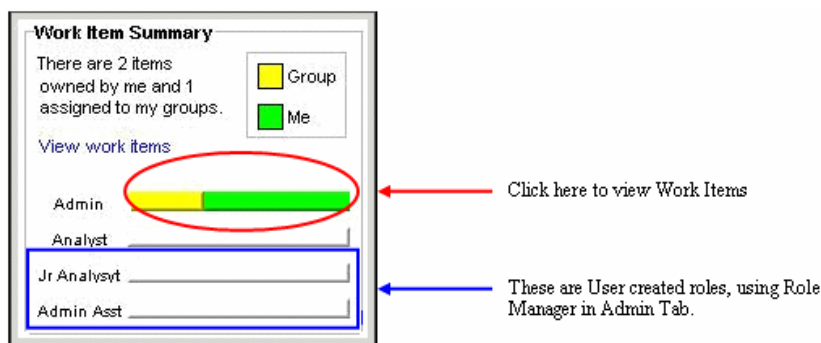 Work Item Summary
There are 2 items
owned by me and 1
assigned to my groups.
Group
Me
View work items
Admin
Click here to view Work Items
Analyst
Jr Analysyt
Admin Asst
These are User created roles, using Role
Manager in Admin Tab.